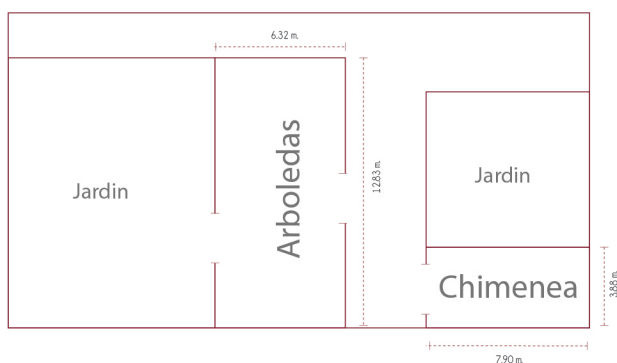 6.32 m.
Jardin
Arboledas
12.83 m.
Jardin
Chimenea
3.88 m.
7.90 m.